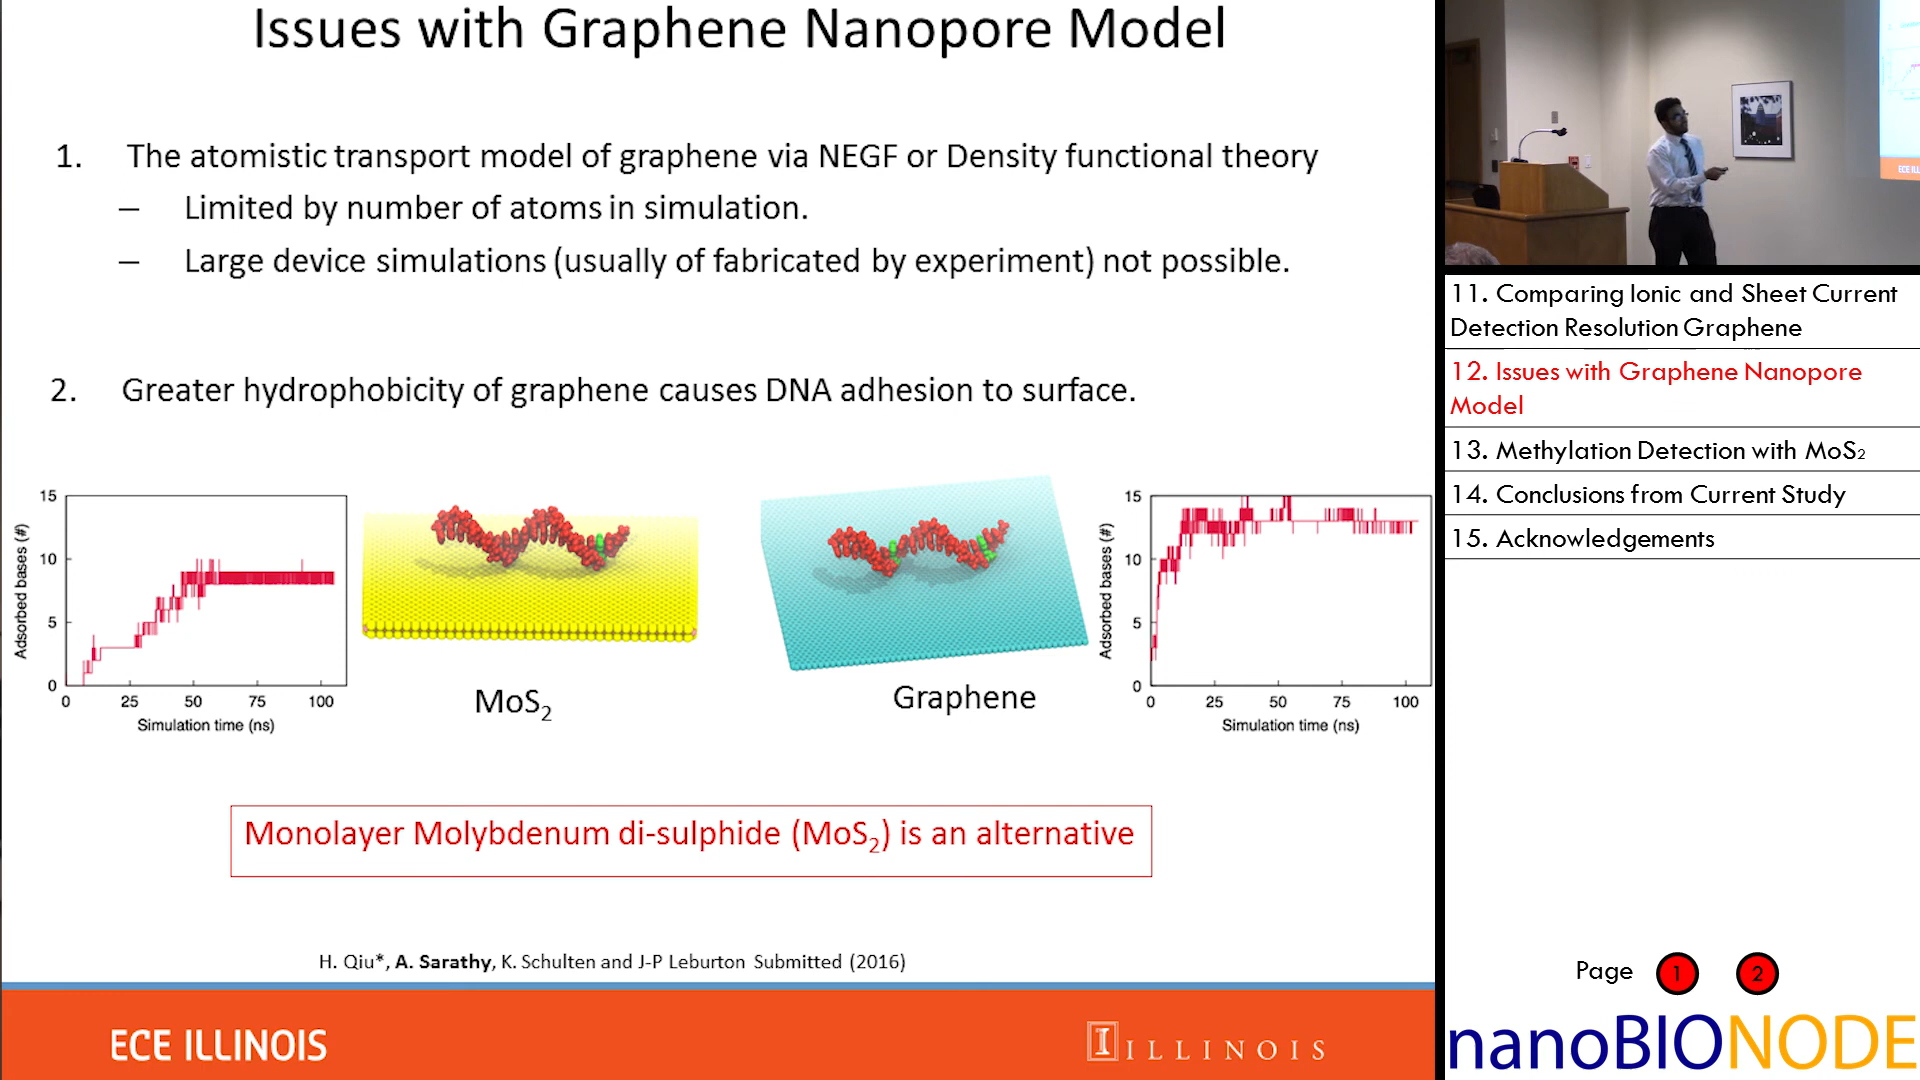 Issues with Graphene Nanopore Model
1. The atomistic transport model of graphene via NEGF or Density functional theory
– Limited by number of atoms in simulation.
– Large device simulations (usually of fabricated by experiment) not possible.
2. Greater hydrophobicity of graphene causes DNA adhesion to surface.
15
10
5
0
Adsorbed bases (#)
0 25 50 75 100
Simulation time (ns)
MoS₂
Graphene
15
10
5
0
Adsorbed bases (#)
0 25 50 75 100
Simulation time (ns)
Monolayer Molybdenum di-sulphide (MoS₂) is an alternative
H. Qiu*, A. Sarathy, K. Schulten and J-P Leburton Submitted (2016)
ECE ILLINOIS
I ILLINOIS
ECE ILL
11. Comparing Ionic and Sheet Current
Detection Resolution Graphene
12. Issues with Graphene Nanopore
Model
13. Methylation Detection with MoS₂
14. Conclusions from Current Study
15. Acknowledgements
Page 1 2
nanoBIONODE